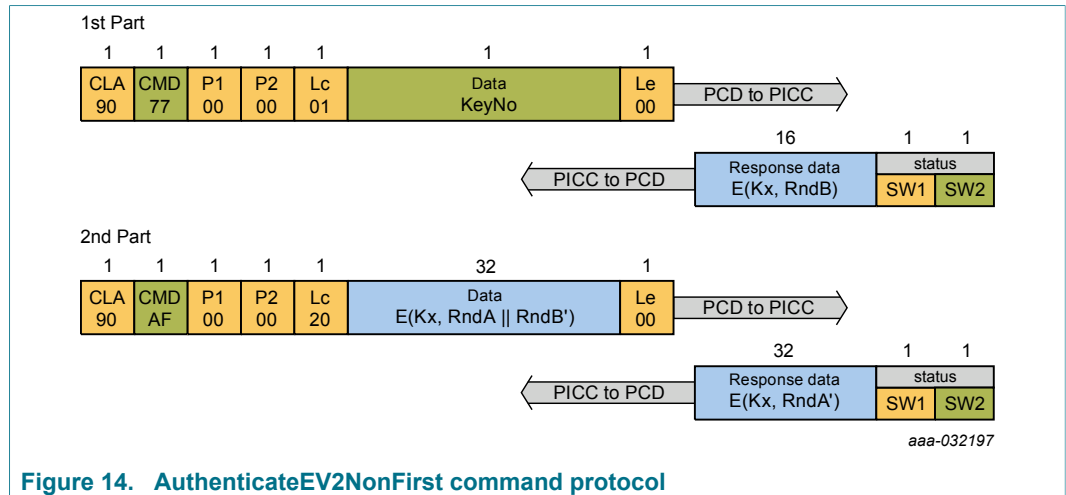 1st Part
1 1 1 1 1 1 1
CLA CMD P1 P2 Lc Data Le
90 77 00 00 01 KeyNo 00
PCD to PICC
16 1 1
Response data status
E(Kx, RndB) SW1 SW2
PICC to PCD
2nd Part
1 1 1 1 1 32 1
CLA CMD P1 P2 Lc Data Le
90 AF 00 00 20 E(Kx, RndA || RndB') 00
PCD to PICC
32 1 1
Response data status
E(Kx, RndA') SW1 SW2
PICC to PCD
aaa-032197
Figure 14. AuthenticateEV2NonFirst command protocol